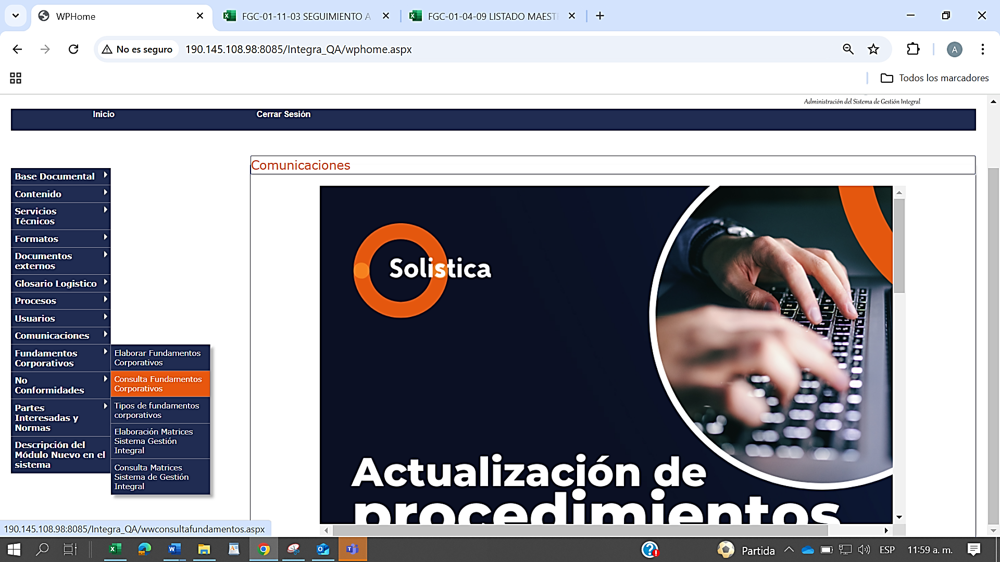 WPHome
FGC-01-11-03 SEGUIMIENTO A
FGC-01-04-09 LISTADO MAEST
No es seguro
190.145.108.98:8085/Integra_QA/wphome.aspx
A
Todos los marcadores
Administración del Sistema de Gestión Integral
Inicio
Cerrar Sesión
Comunicaciones
Base Documental
Contenido
Servicios
Técnicos
Formatos
Documentos
externos
Glosario Logistico
Procesos
Usuarios
Comunicaciones
Fundamentos
Corporativos
No
Conformidades
Partes
Interesadas y
Normas
Descripción del
Módulo Nuevo en el
sistema
Elaborar Fundamentos
Corporativos
Consulta Fundamentos
Corporativos
Tipos de fundamentos
corporativos
Elaboración Matrices
Sistema Gestión
Integral
Consulta Matrices
Sistema de Gestión
Integral
Solistica
Actualización de
procedimientos
190.145.108.98:8085/Integra_QA/wwconsultafundamentos.aspx
Partida
ESP
11:59 a. m.